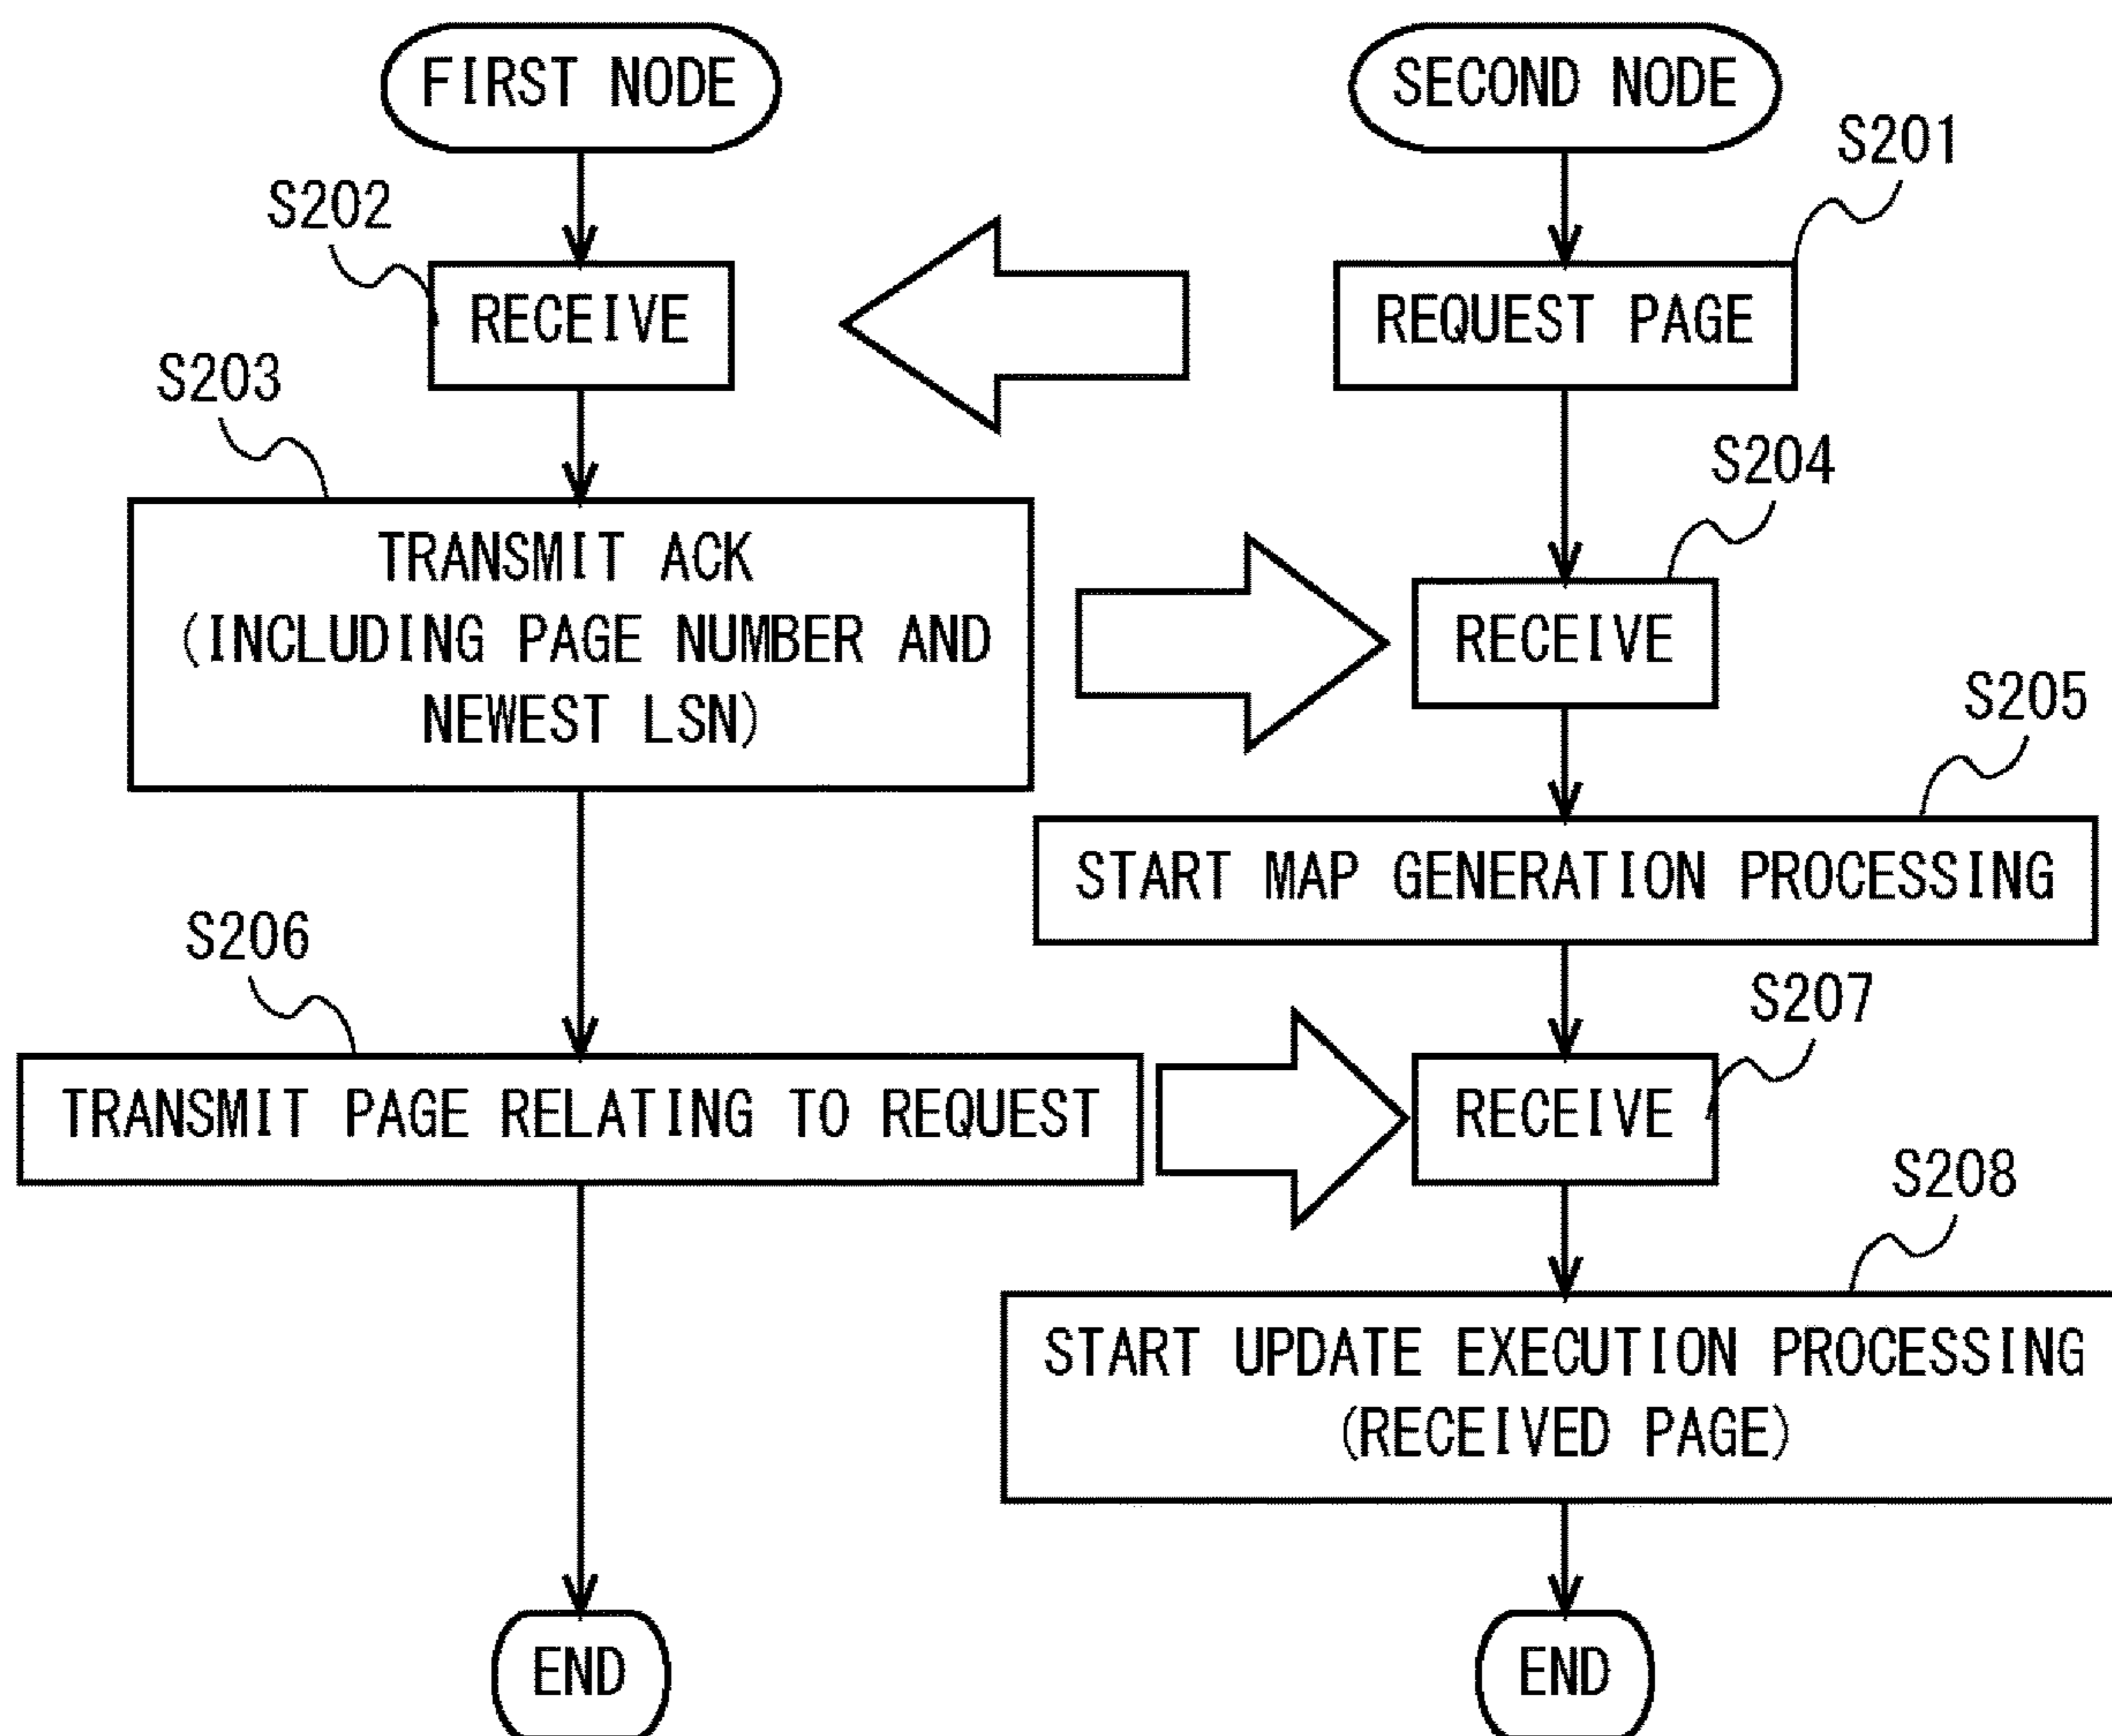 FIRST NODE
SECOND NODE
S201
S202
RECEIVE
REQUEST PAGE
S203
S204
TRANSMIT ACK
(INCLUDING PAGE NUMBER AND
NEWEST LSN)
RECEIVE
S205
START MAP GENERATION PROCESSING
S206
S207
TRANSMIT PAGE RELATING TO REQUEST
RECEIVE
S208
START UPDATE EXECUTION PROCESSING
(RECEIVED PAGE)
END
END